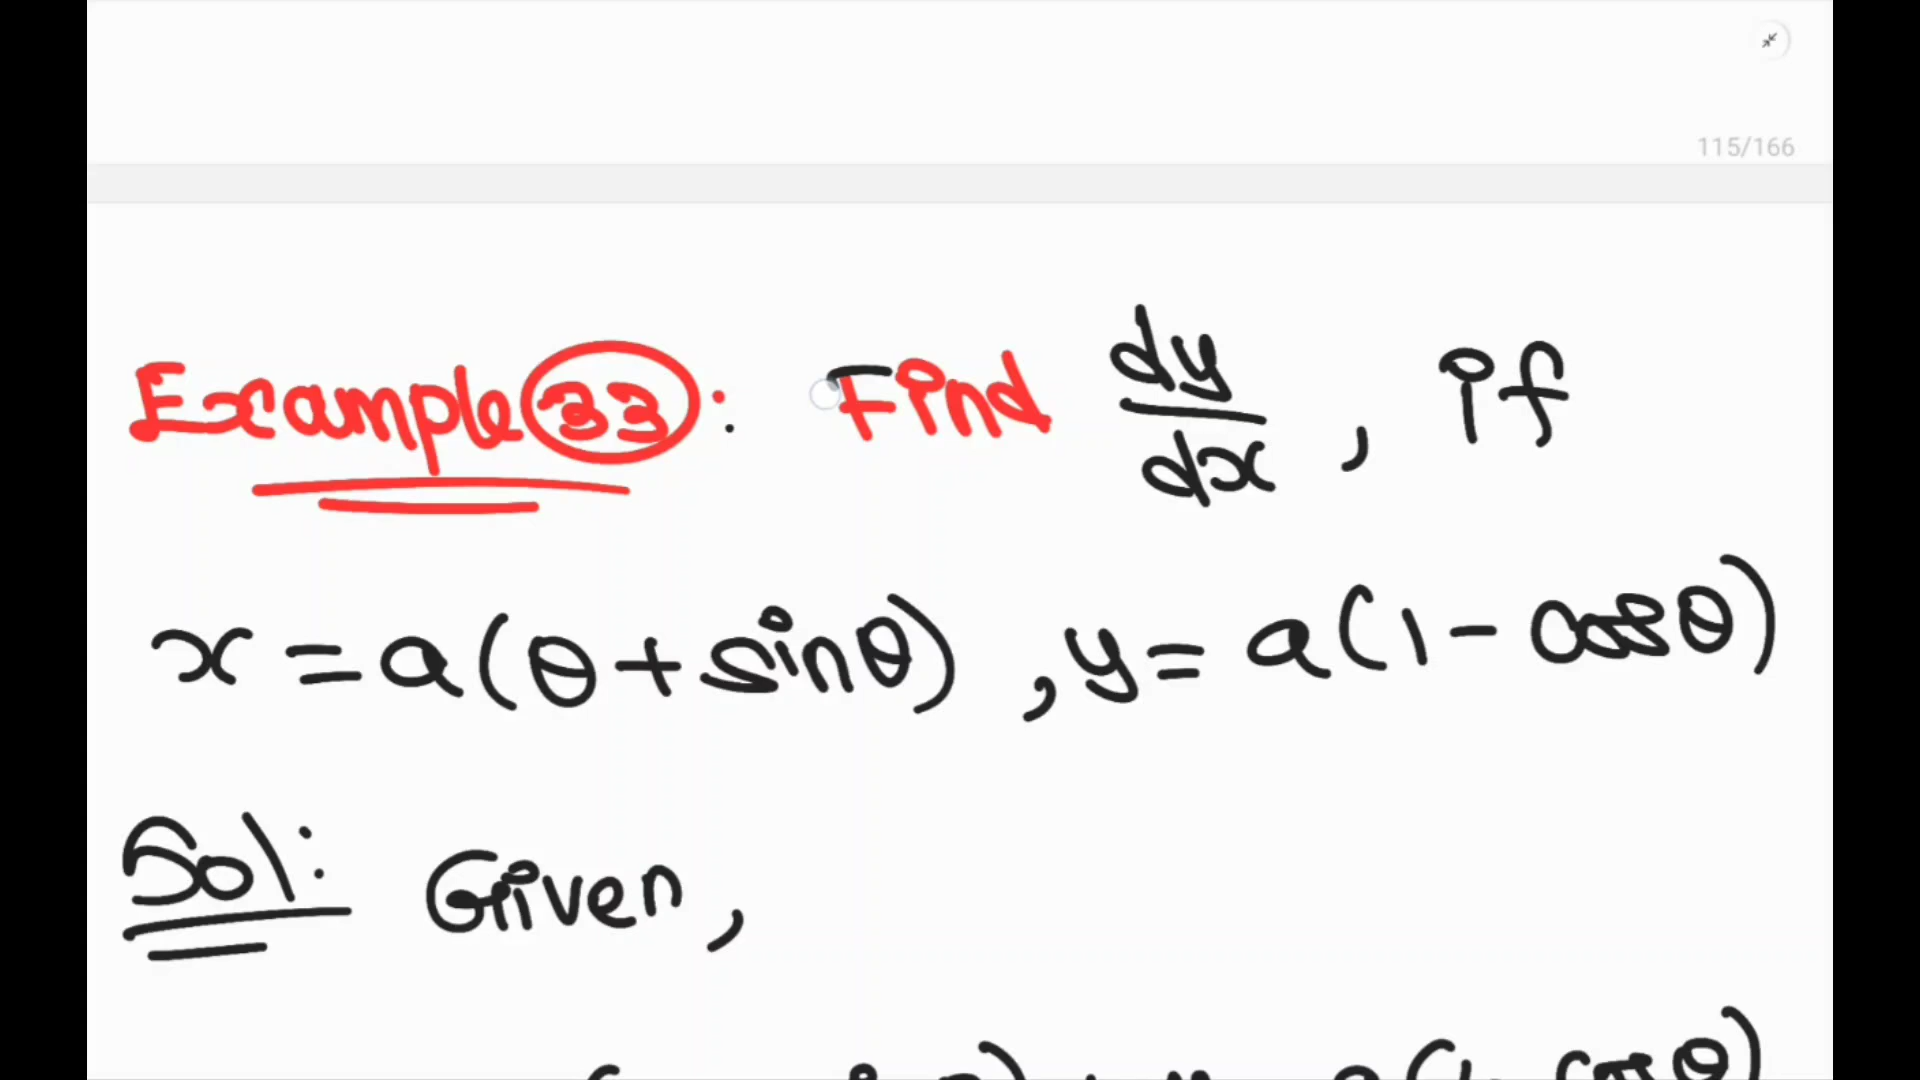 115/166
Example 33: Find dy/dx, if
x = a(θ + sinθ), y = a(1 - cosθ)
Sol: Given,